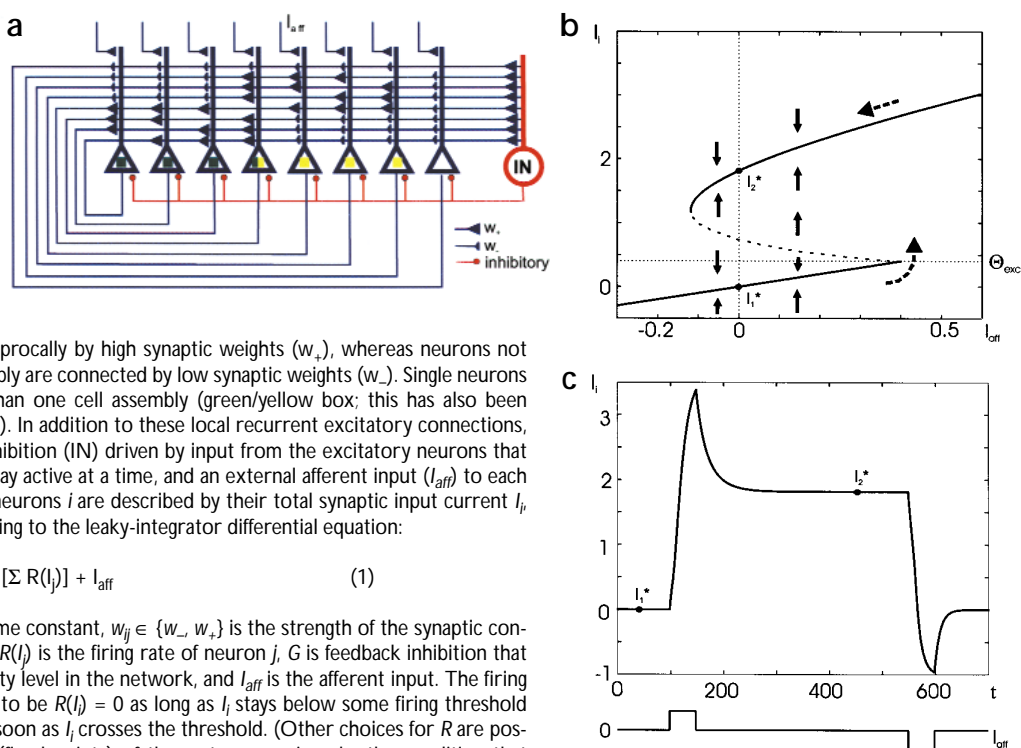 a
I_aff
IN
w₊
w₋
inhibitory
b
I_i
2
0
I₂*
I₁*
Θ_exc
-0.2
0
0.5
I_aff
procally by high synaptic weights (w₊), whereas neurons not
bly are connected by low synaptic weights (w₋). Single neurons
han one cell assembly (green/yellow box; this has also been
). In addition to these local recurrent excitatory connections,
hibition (IN) driven by input from the excitatory neurons that
ay active at a time, and an external afferent input (I_aff) to each
neurons i are described by their total synaptic input current I_i,
ing to the leaky-integrator differential equation:
[Σ R(I_j)] + I_aff (1)
me constant, w_ij ∈ {w₋, w₊} is the strength of the synaptic con-
R(I_j) is the firing rate of neuron j, G is feedback inhibition that
ty level in the network, and I_aff is the afferent input. The firing
to be R(I_i) = 0 as long as I_i stays below some firing threshold
soon as I_i crosses the threshold. (Other choices for R are pos-
c
I_i
3
2
1
0
-1
I₁*
I₂*
0
200
400
600
t
0
I_aff